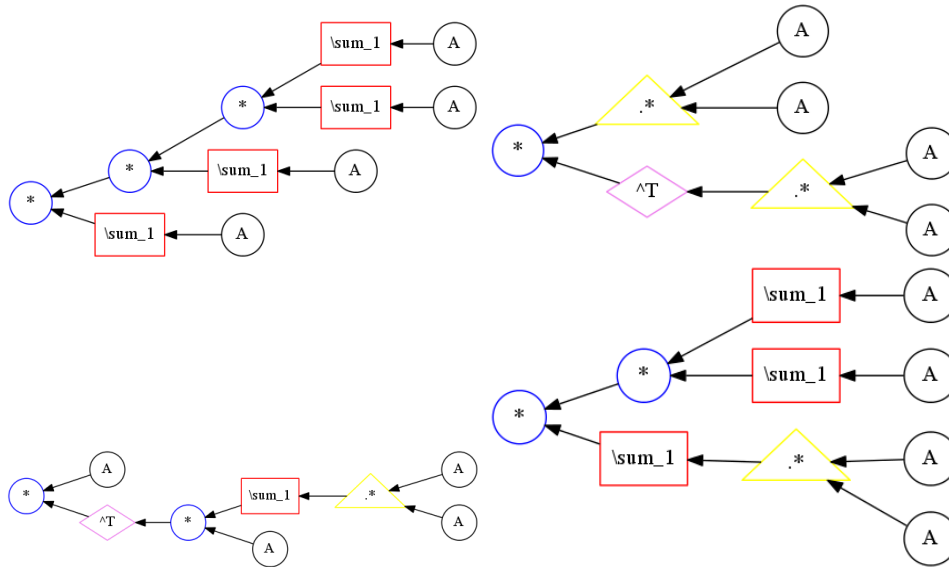 \sum_1 A
* \sum_1 A
* \sum_1 A
* \sum_1 A
A
.* A
*
^T .* A
A
A
* \sum_1 .* A
^T * A
A
\sum_1 A
* \sum_1 A
*
\sum_1 .* A
A